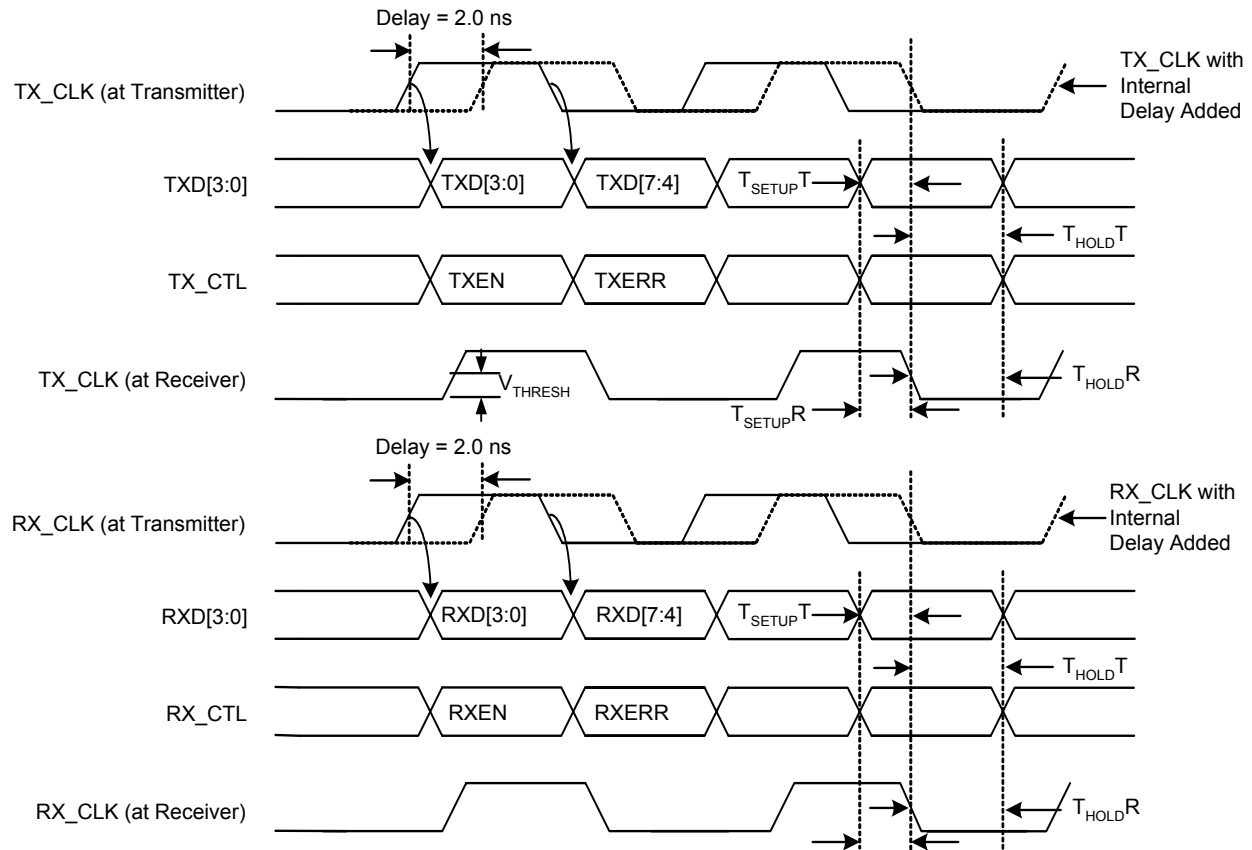 Delay = 2.0 ns
TX_CLK (at Transmitter)
TX_CLK with
Internal
Delay Added
TXD[3:0]
TXD[3:0]
TXD[7:4]
TSETUPT
THOLDT
TX_CTL
TXEN
TXERR
TX_CLK (at Receiver)
VTHRESH
THOLDR
TSETUPR
Delay = 2.0 ns
RX_CLK (at Transmitter)
RX_CLK with
Internal
Delay Added
RXD[3:0]
RXD[3:0]
RXD[7:4]
TSETUPT
THOLDT
RX_CTL
RXEN
RXERR
RX_CLK (at Receiver)
THOLDR